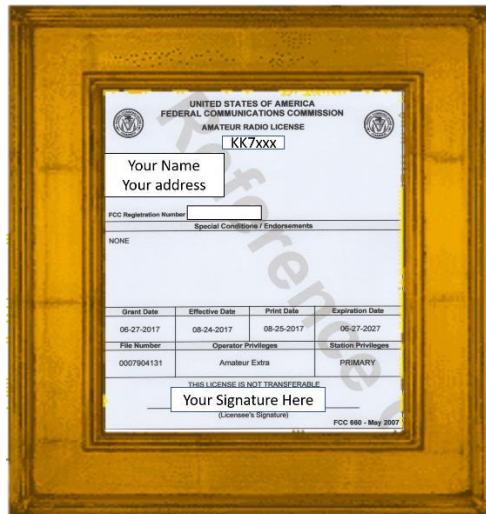 UNITED STATES OF AMERICA
FEDERAL COMMUNICATIONS COMMISSION
AMATEUR RADIO LICENSE
KK7xxx
Your Name
Your address
FCC Registration Number
Special Conditions / Endorsements
NONE
Grant Date Effective Date Print Date Expiration Date
06-27-2017 08-24-2017 08-25-2017 06-27-2027
File Number Operator Privileges Station Privileges
0007904131 Amateur Extra PRIMARY
THIS LICENSE IS NOT TRANSFERABLE
Your Signature Here
(Licensee's Signature)
FCC 660 - May 2007
Reference